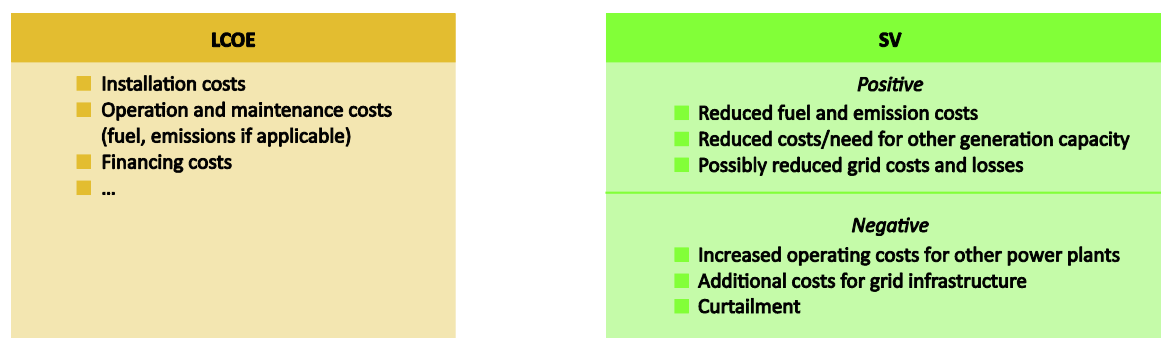 LCOE
Installation costs
Operation and maintenance costs
(fuel, emissions if applicable)
Financing costs
...
SV
Positive
Reduced fuel and emission costs
Reduced costs/need for other generation capacity
Possibly reduced grid costs and losses
Negative
Increased operating costs for other power plants
Additional costs for grid infrastructure
Curtailment